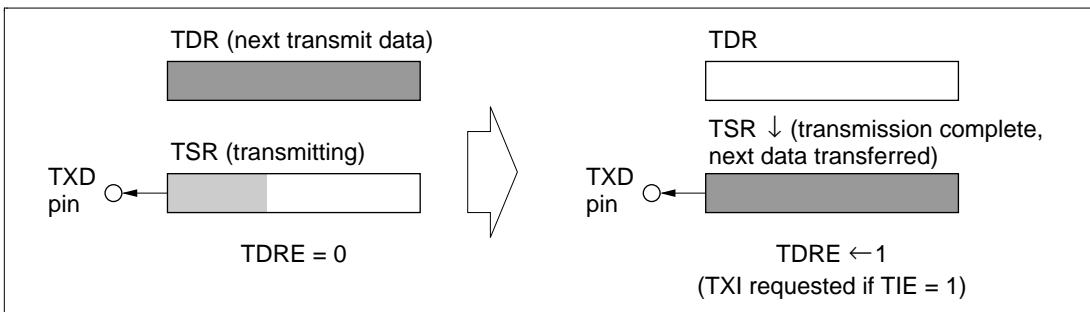 TDR (next transmit data)
TSR (transmitting)
TXD
pin
TDRE = 0
TDR
TSR ↓ (transmission complete,
next data transferred)
TXD
pin
TDRE ←1
(TXI requested if TIE = 1)